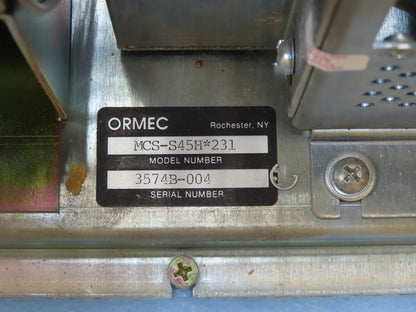 ORMEC Rochester, NY
MCS-S45H*231
MODEL NUMBER
3574B-004
SERIAL NUMBER